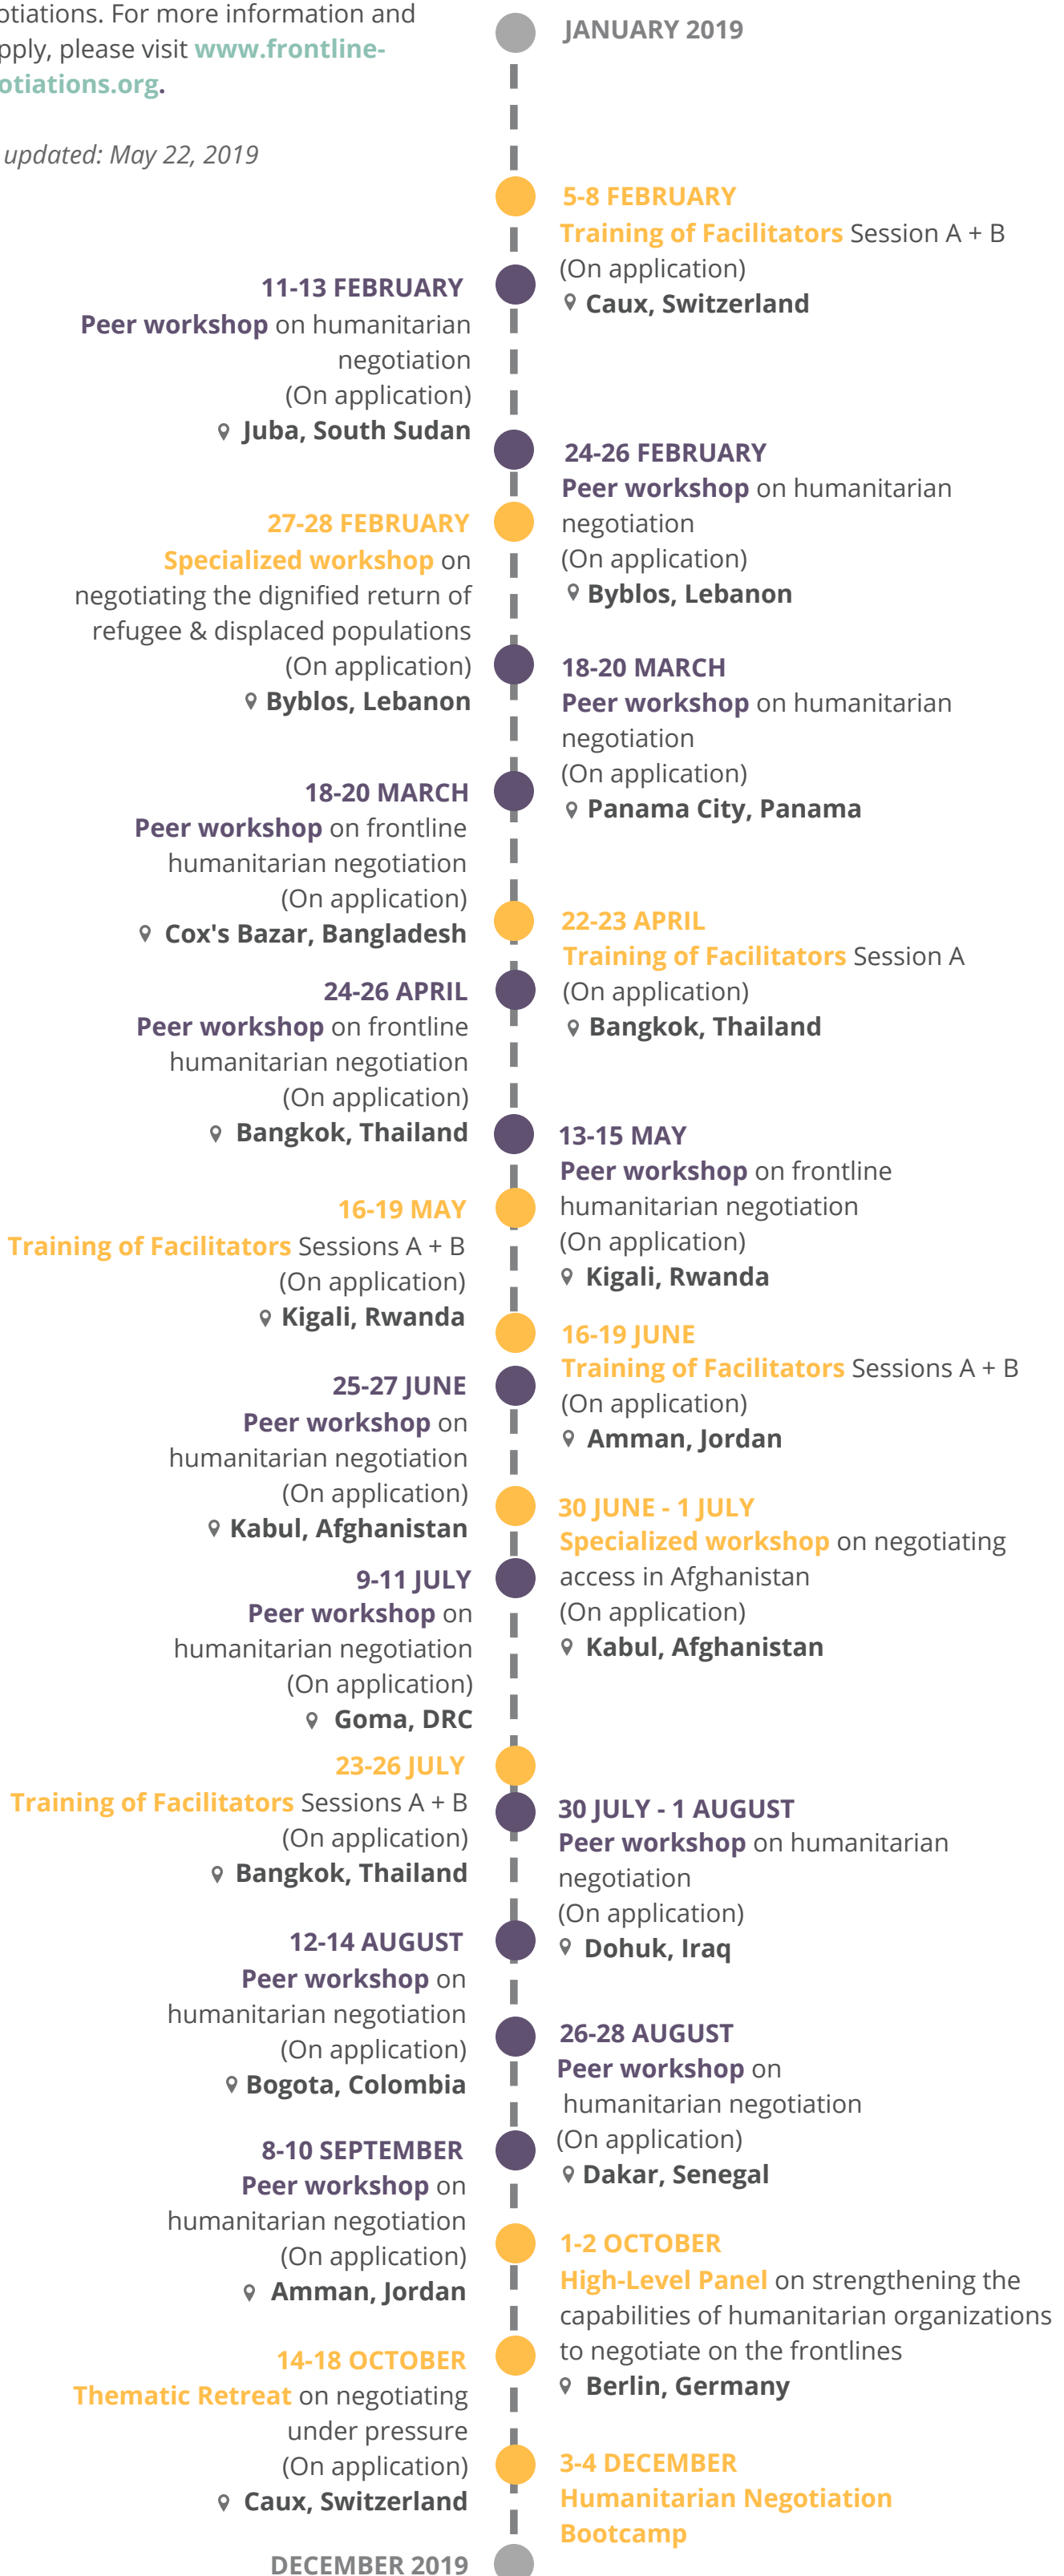 otiations. For more information and
pply, please visit www.frontline-
otiations.org.
updated: May 22, 2019
JANUARY 2019
5-8 FEBRUARY
Training of Facilitators Session A + B
(On application)
Caux, Switzerland
11-13 FEBRUARY
Peer workshop on humanitarian
negotiation
(On application)
Juba, South Sudan
24-26 FEBRUARY
Peer workshop on humanitarian
negotiation
(On application)
Byblos, Lebanon
27-28 FEBRUARY
Specialized workshop on
negotiating the dignified return of
refugee & displaced populations
(On application)
Byblos, Lebanon
18-20 MARCH
Peer workshop on humanitarian
negotiation
(On application)
Panama City, Panama
18-20 MARCH
Peer workshop on frontline
humanitarian negotiation
(On application)
Cox's Bazar, Bangladesh
22-23 APRIL
Training of Facilitators Session A
(On application)
Bangkok, Thailand
24-26 APRIL
Peer workshop on frontline
humanitarian negotiation
(On application)
Bangkok, Thailand
13-15 MAY
Peer workshop on frontline
humanitarian negotiation
(On application)
Kigali, Rwanda
16-19 MAY
Training of Facilitators Sessions A + B
(On application)
Kigali, Rwanda
16-19 JUNE
Training of Facilitators Sessions A + B
(On application)
Amman, Jordan
25-27 JUNE
Peer workshop on
humanitarian negotiation
(On application)
Kabul, Afghanistan
30 JUNE - 1 JULY
Specialized workshop on negotiating
access in Afghanistan
(On application)
Kabul, Afghanistan
9-11 JULY
Peer workshop on
humanitarian negotiation
(On application)
Goma, DRC
23-26 JULY
Training of Facilitators Sessions A + B
(On application)
Bangkok, Thailand
30 JULY - 1 AUGUST
Peer workshop on humanitarian
negotiation
(On application)
Dohuk, Iraq
12-14 AUGUST
Peer workshop on
humanitarian negotiation
(On application)
Bogota, Colombia
26-28 AUGUST
Peer workshop on
humanitarian negotiation
(On application)
Dakar, Senegal
8-10 SEPTEMBER
Peer workshop on
humanitarian negotiation
(On application)
Amman, Jordan
1-2 OCTOBER
High-Level Panel on strengthening the
capabilities of humanitarian organizations
to negotiate on the frontlines
Berlin, Germany
14-18 OCTOBER
Thematic Retreat on negotiating
under pressure
(On application)
Caux, Switzerland
3-4 DECEMBER
Humanitarian Negotiation
Bootcamp
DECEMBER 2019